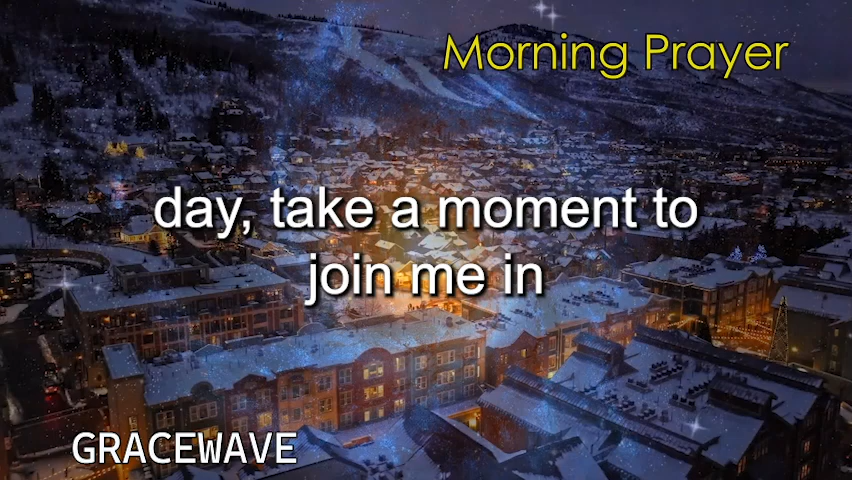 Morning Prayer
day, take a moment to
join me in
GRACEWAVE